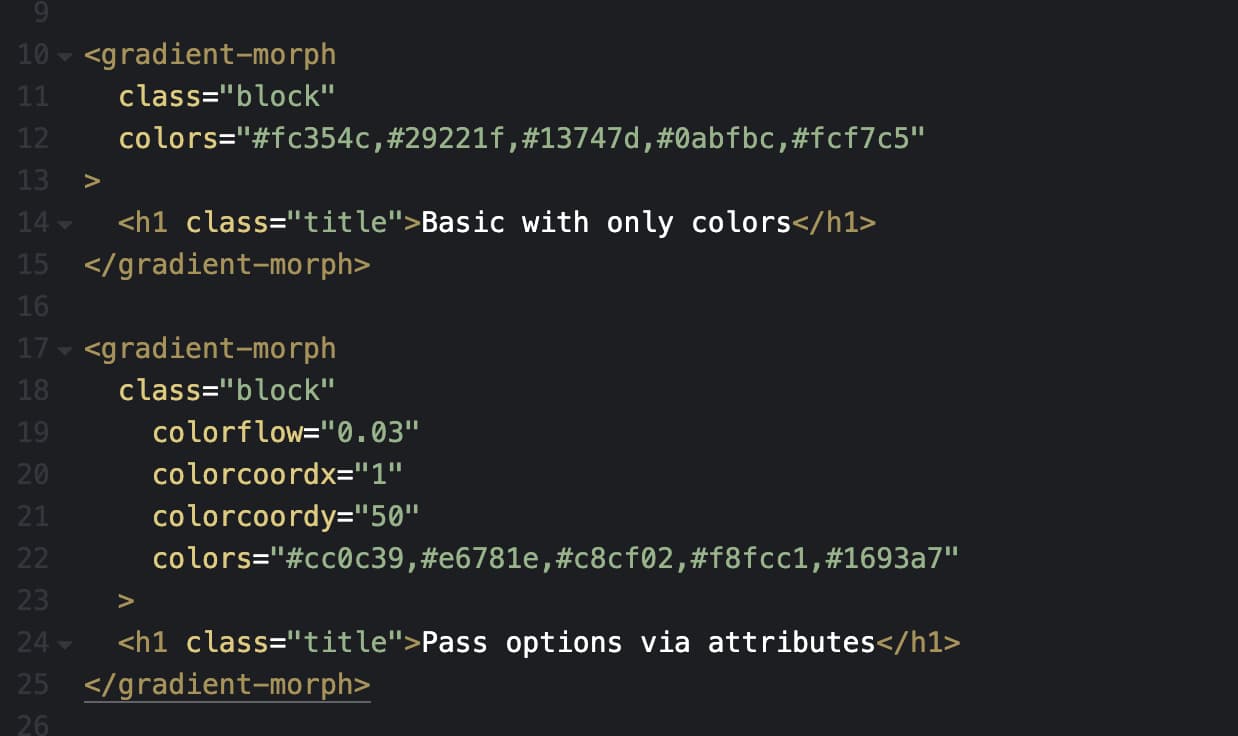 9
10 <gradient-morph
11   class="block"
12   colors="#fc354c,#29221f,#13747d,#0abfbc,#fcf7c5"
13 >
14   <h1 class="title">Basic with only colors</h1>
15 </gradient-morph>
16
17 <gradient-morph
18   class="block"
19     colorflow="0.03"
20     colorcoordx="1"
21     colorcoordy="50"
22     colors="#cc0c39,#e6781e,#c8cf02,#f8fcc1,#1693a7"
23   >
24   <h1 class="title">Pass options via attributes</h1>
25 </gradient-morph>
26